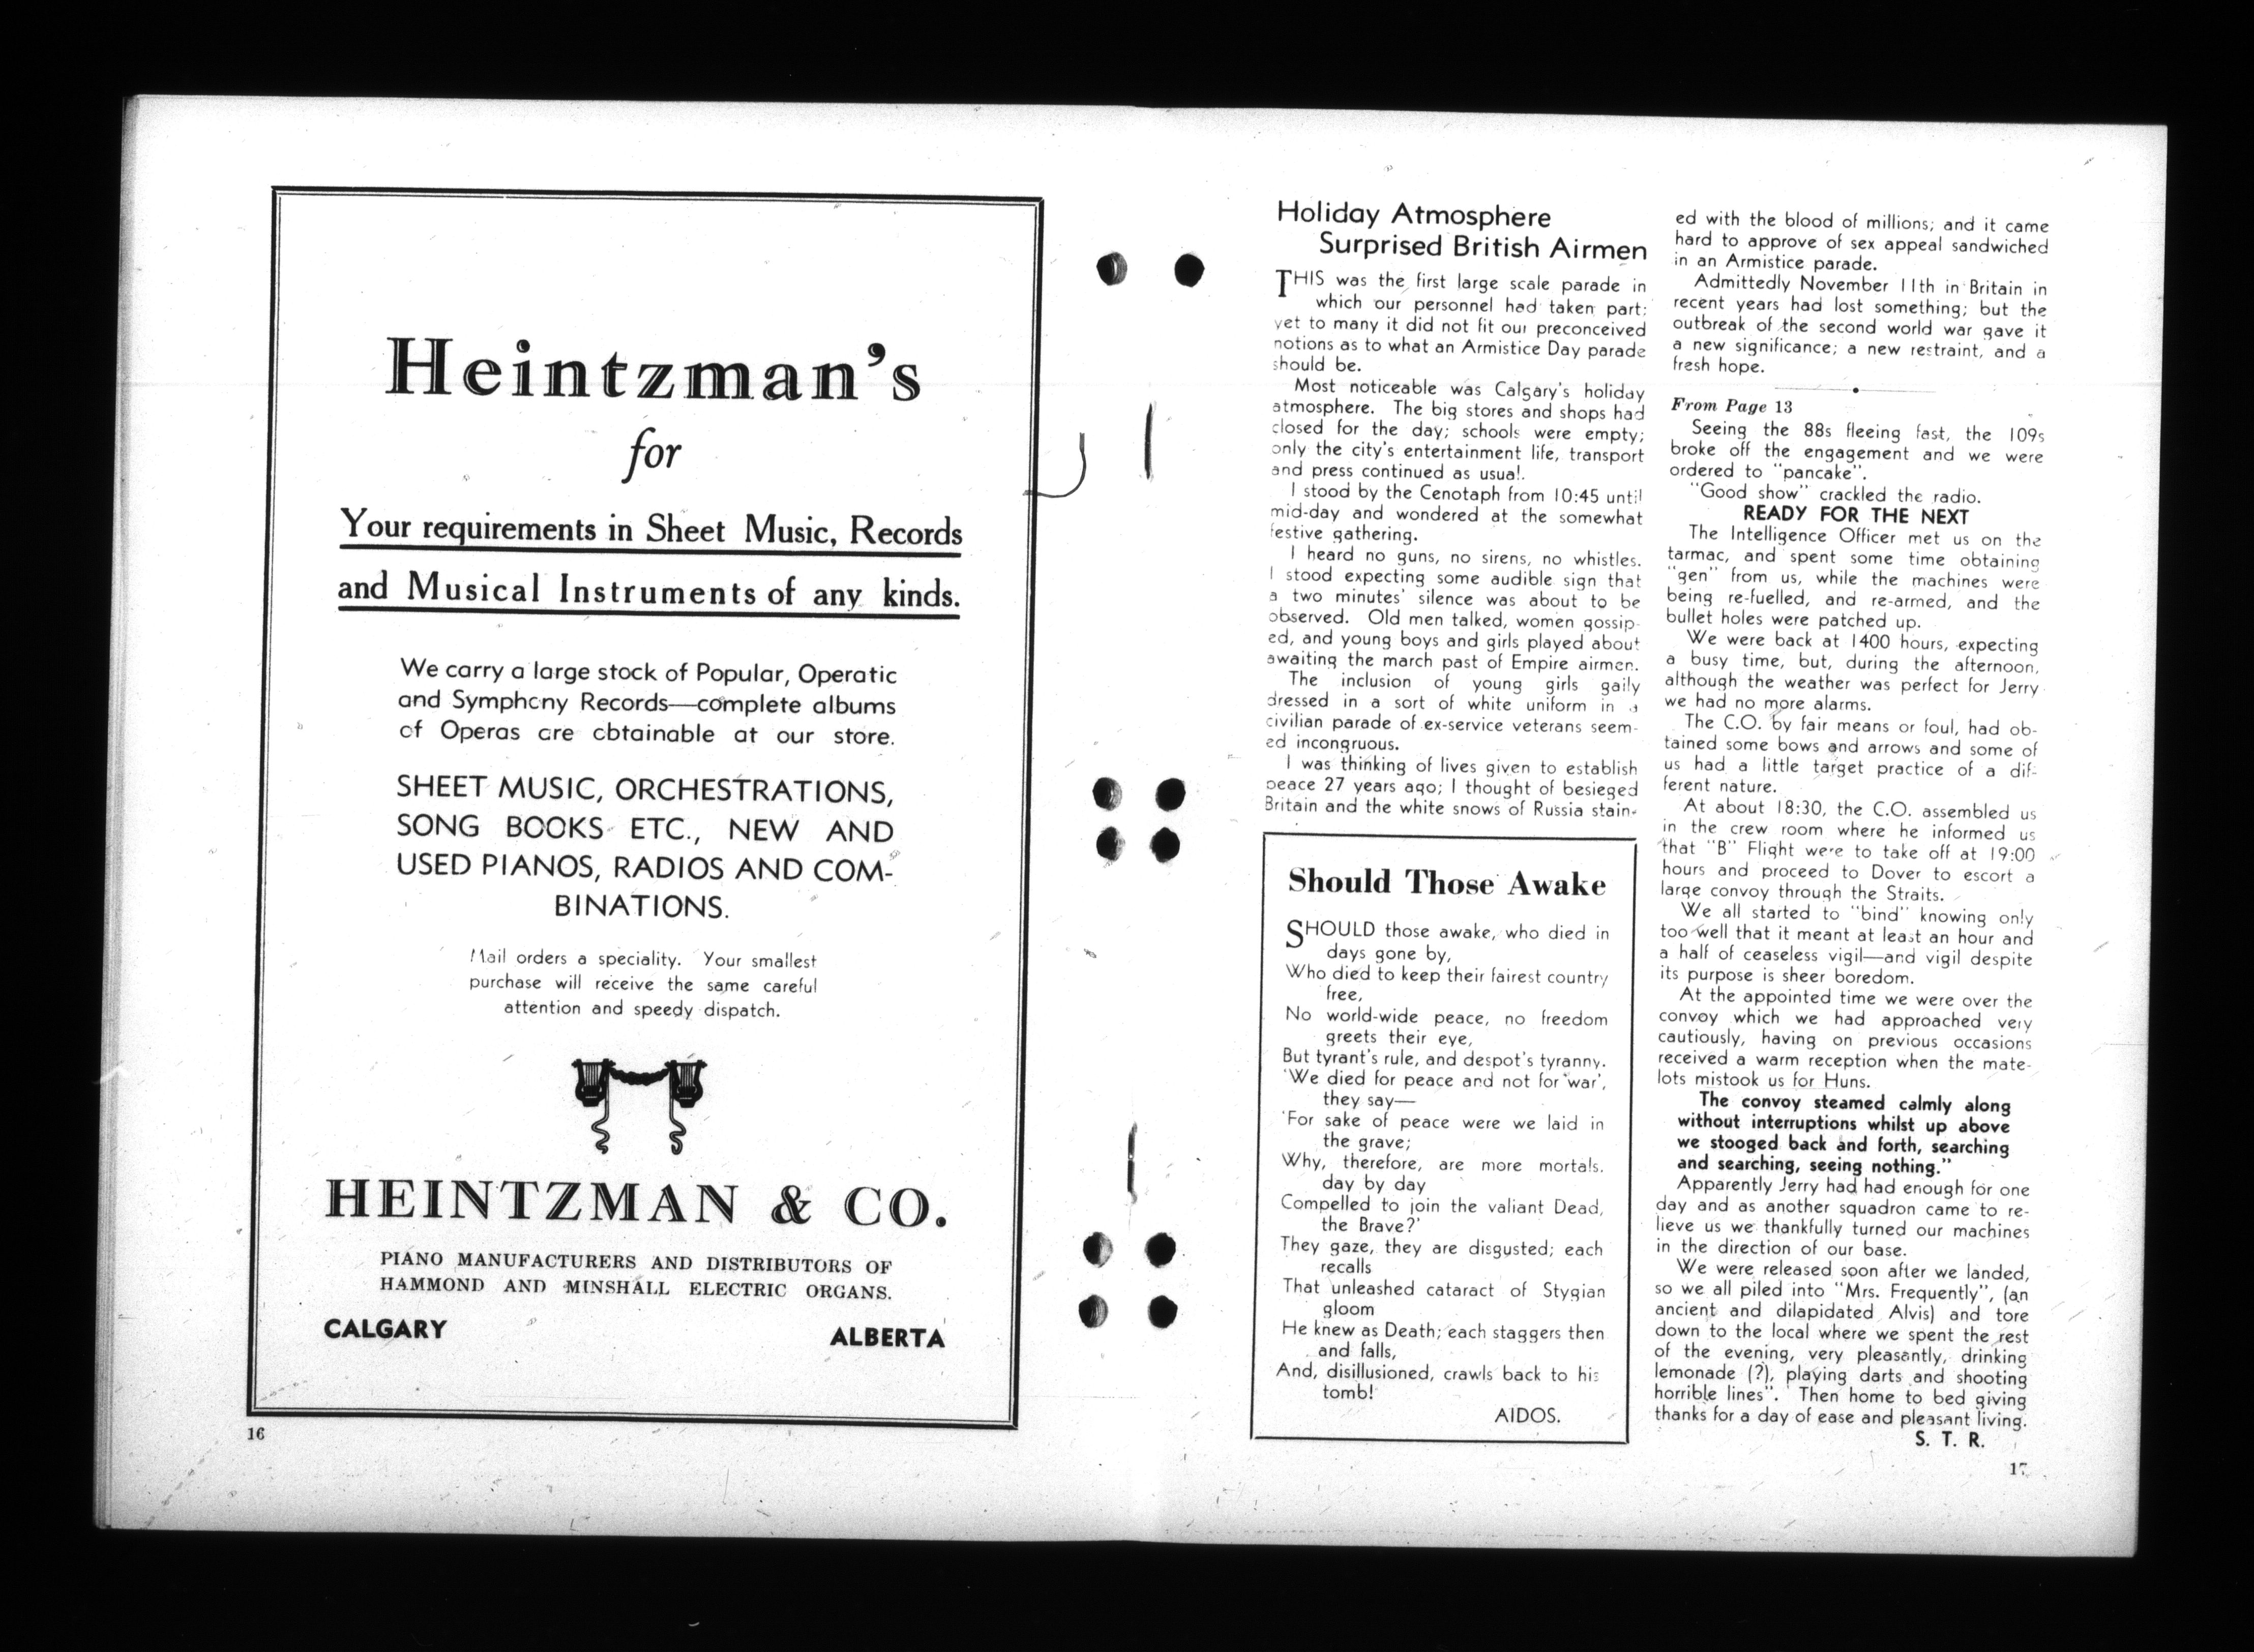 Heintzman's
for
Your requirements in Sheet Music, Records
and Musical Instruments of any kinds.
We carry a large stock of Popular, Operatic
and Symphony Records—complete albums
of Operas are obtainable at our store.
SHEET MUSIC, ORCHESTRATIONS,
SONG BOOKS ETC., NEW AND
USED PIANOS, RADIOS AND COM-
BINATIONS.
Mail orders a speciality. Your smallest
purchase will receive the same careful
attention and speedy dispatch.
HEINTZMAN & CO.
PIANO MANUFACTURERS AND DISTRIBUTORS OF
HAMMOND AND MINSHALL ELECTRIC ORGANS.
CALGARY ALBERTA
16
Holiday Atmosphere
Surprised British Airmen
THIS was the first large scale parade in
which our personnel had taken part;
yet to many it did not fit our preconceived
notions as to what an Armistice Day parade
should be.
Most noticeable was Calgary's holiday
atmosphere. The big stores and shops had
closed for the day; schools were empty;
only the city's entertainment life, transport
and press continued as usual.
I stood by the Cenotaph from 10:45 until
mid-day and wondered at the somewhat
festive gathering.
I heard no guns, no sirens, no whistles.
I stood expecting some audible sign that
a two minutes' silence was about to be
observed. Old men talked, women gossip-
ed, and young boys and girls played about
awaiting the march past of Empire airmen.
The inclusion of young girls gaily
dressed in a sort of white uniform in a
civilian parade of ex-service veterans seem-
ed incongruous.
I was thinking of lives given to establish
peace 27 years ago; I thought of besieged
Britain and the white snows of Russia stain-
Should Those Awake
SHOULD those awake, who died in
days gone by,
Who died to keep their fairest country
free,
No world-wide peace, no freedom
greets their eye,
But tyrant's rule, and despot's tyranny.
'We died for peace and not for 'war',
they say—
'For sake of peace were we laid in
the grave;
Why, therefore, are more mortals.
day by day
Compelled to join the valiant Dead,
the Brave?'
They gaze, they are disgusted; each
recalls
That unleashed cataract of Stygian
gloom
He knew as Death; each staggers then
and falls,
And, disillusioned, crawls back to his
tomb!
AIDOS.
ed with the blood of millions; and it came
hard to approve of sex appeal sandwiched
in an Armistice parade.
Admittedly November 11th in Britain in
recent years had lost something; but the
outbreak of the second world war gave it
a new significance; a new restraint, and a
fresh hope.
From Page 13
Seeing the 88s fleeing fast, the 109s
broke off the engagement and we were
ordered to "pancake".
"Good show" crackled the radio.
READY FOR THE NEXT
The Intelligence Officer met us on the
tarmac, and spent some time obtaining
"gen" from us, while the machines were
being re-fuelled, and re-armed, and the
bullet holes were patched up.
We were back at 1400 hours, expecting
a busy time, but, during the afternoon,
although the weather was perfect for Jerry
we had no more alarms.
The C.O. by fair means or foul, had ob-
tained some bows and arrows and some of
us had a little target practice of a dif-
ferent nature.
At about 18:30, the C.O. assembled us
in the crew room where he informed us
that "B" Flight were to take off at 19:00
hours and proceed to Dover to escort a
large convoy through the Straits.
We all started to "bind" knowing only
too well that it meant at least an hour and
a half of ceaseless vigil—and vigil despite
its purpose is sheer boredom.
At the appointed time we were over the
convoy which we had approached very
cautiously, having on previous occasions
received a warm reception when the mate-
lots mistook us for Huns.
The convoy steamed calmly along
without interruptions whilst up above
we stooged back and forth, searching
and searching, seeing nothing."
Apparently Jerry had had enough for one
day and as another squadron came to re-
lieve us we thankfully turned our machines
in the direction of our base.
We were released soon after we landed,
so we all piled into "Mrs. Frequently", (an
ancient and dilapidated Alvis) and tore
down to the local where we spent the rest
of the evening, very pleasantly, drinking
lemonade (?), playing darts and shooting
horrible lines". Then home to bed giving
thanks for a day of ease and pleasant living.
S. T. R.
17